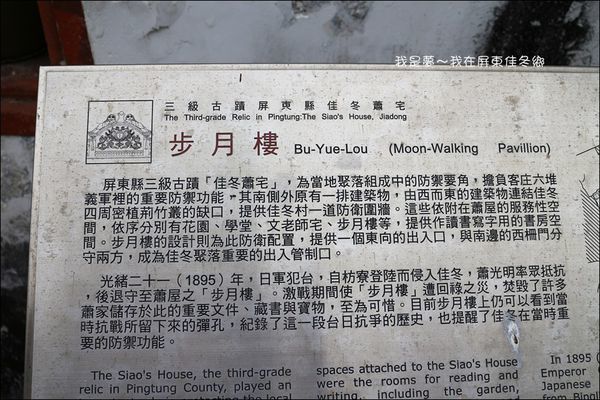 我是葇～我在屏東佳冬鄉
三級古蹟屏東縣佳冬蕭宅
The Third-grade Relic in Pingtung:The Siao's House, Jiadong
步月樓 Bu-Yue-Lou (Moon-Walking Pavillion)
屏東縣三級古蹟「佳冬蕭宅」，為當地聚落組成中的防禦要角，擔負客庄六堆
義軍裡的重要防禦功能，其南側外原有一排建築物，由西而東的建築物連結佳冬
四周密植莿竹叢的缺口，提供佳冬村一道防衛圍牆。這些依附在蕭屋的服務性空
間，依序分別有花園、學堂、文老師宅、步月樓等，提供作讀書寫字用的書房空
間。步月樓的設計則為此防衛配置，提供一個東向的出入口，與南邊的西柵門分
守兩方，成為佳冬聚落重要的出入管制口。
光緒二十一（1895）年，日軍犯台，自枋寮登陸而侵入佳冬，蕭光明率眾抵抗
，後退守至蕭屋之「步月樓」。激戰期間使「步月樓」遭回祿之災，焚毀了許多
蕭家儲存於此的重要文件、藏書與寶物，至為可惜。目前步月樓上仍可以看到當
時抗戰所留下來的彈孔，紀錄了這一段台日抗爭的歷史，也提醒了佳冬在當時重
要的防禦功能。
The Siao's House, the third-grade
relic in Pingtung County, played an
spaces attached to the Siao's House
were the rooms for reading and
writing, including the garden,
In 1895
Emperor
Japanese
from